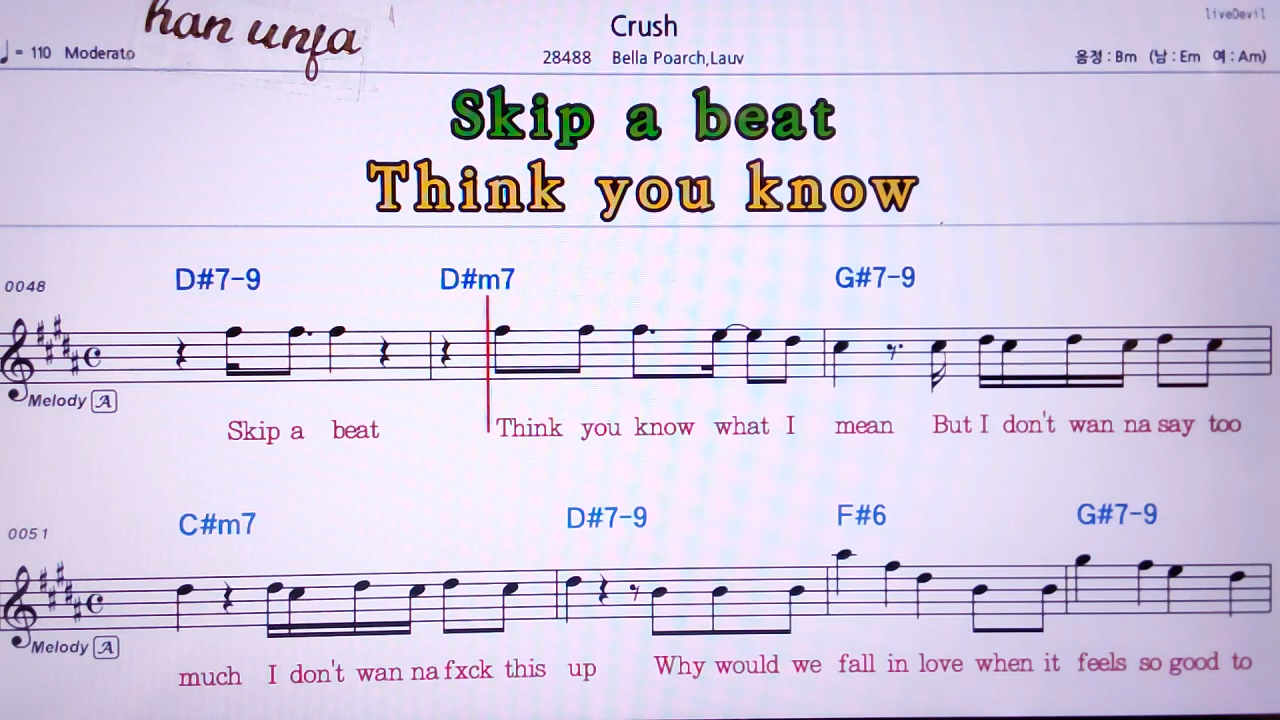 liveDevil
han unja
Crush
♩= 110 Moderato
28488 Bella Poarch,Lauv
음정 : Bm (남 : Em 여 : Am)
Skip a beat
Think you know
0048
D#7-9 D#m7 G#7-9
Melody A
Skip a beat Think you know what I mean But I don't wan na say too
0051
C#m7 D#7-9 F#6 G#7-9
Melody A
much I don't wan na fxck this up Why would we fall in love when it feels so good to